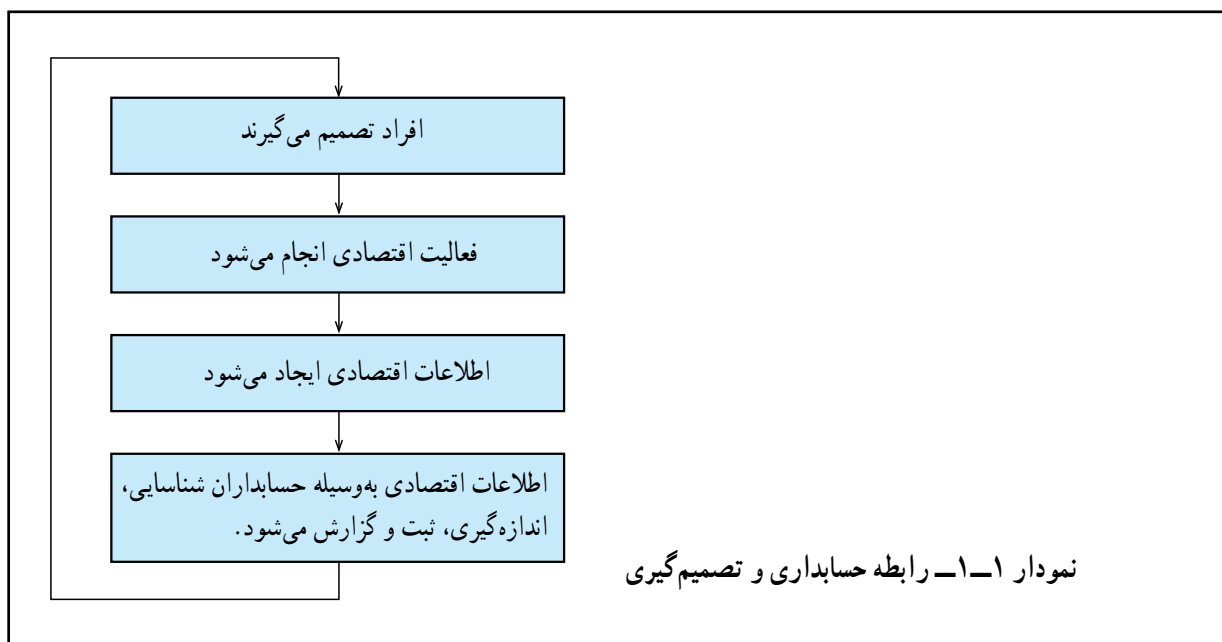 افراد تصمیم می‌گیرند
فعالیت اقتصادی انجام می‌شود
اطلاعات اقتصادی ایجاد می‌شود
اطلاعات اقتصادی به‌وسیله حسابداران شناسایی،
اندازه‌گیری، ثبت و گزارش می‌شود.
نمودار ۱ــ۱ــ رابطه حسابداری و تصمیم‌گیری